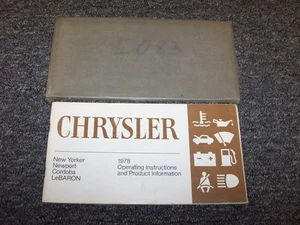 CHRYSLER
New Yorker
Newport
Cordoba
LeBARON
1978
Operating Instructions
and Product Information